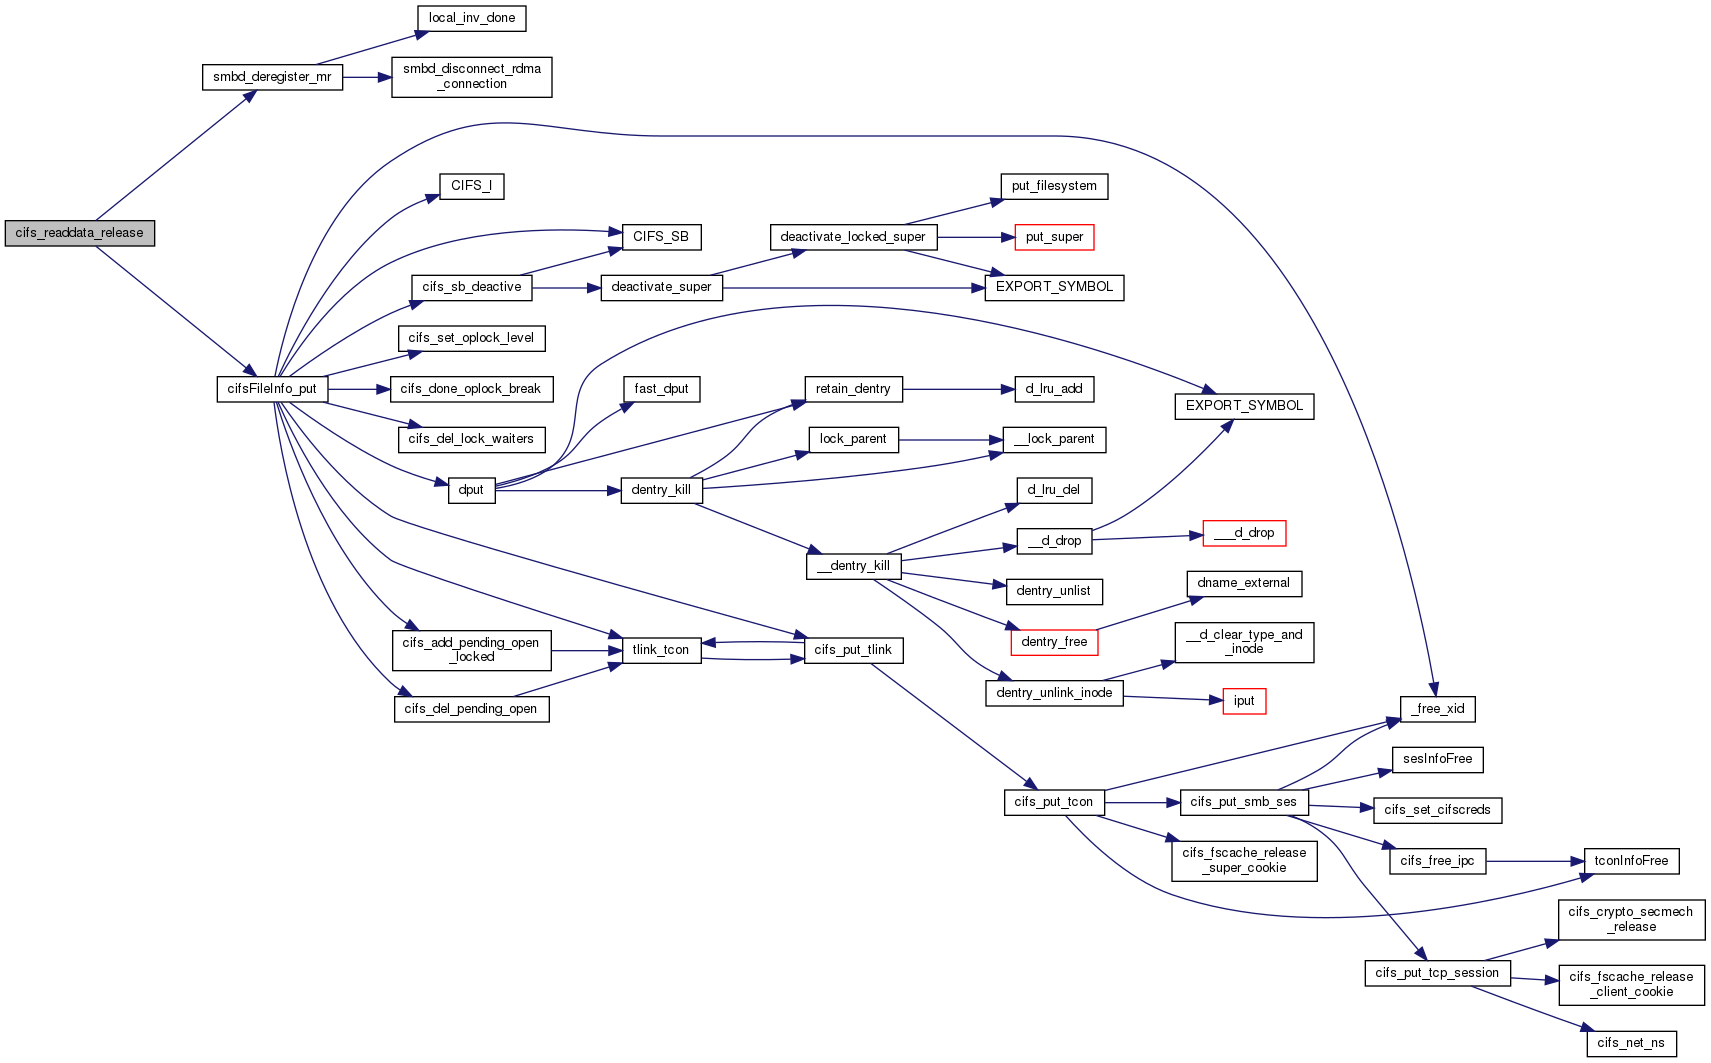 local_inv_done
smbd_deregister_mr
smbd_disconnect_rdma
_connection
cifs_readdata_release
CIFS_I
put_filesystem
CIFS_SB
deactivate_locked_super
put_super
cifs_sb_deactive
deactivate_super
EXPORT_SYMBOL
cifs_set_oplock_level
cifsFileInfo_put
cifs_done_oplock_break
fast_dput
retain_dentry
d_lru_add
EXPORT_SYMBOL
cifs_del_lock_waiters
lock_parent
__lock_parent
dput
dentry_kill
d_lru_del
__d_drop
___d_drop
__dentry_kill
dentry_unlist
dname_external
cifs_add_pending_open
_locked
tlink_tcon
cifs_put_tlink
dentry_free
__d_clear_type_and
_inode
dentry_unlink_inode
iput
cifs_del_pending_open
_free_xid
sesInfoFree
cifs_put_tcon
cifs_put_smb_ses
cifs_set_cifscreds
cifs_fscache_release
_super_cookie
cifs_free_ipc
tconInfoFree
cifs_crypto_secmech
_release
cifs_put_tcp_session
cifs_fscache_release
_client_cookie
cifs_net_ns